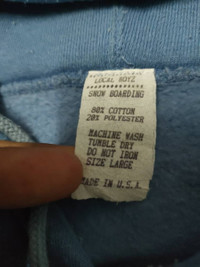 LOCAL BOYZ
SNOW BOARDING
80% COTTON
20% POLYESTER
MACHINE WASH
TUMBLE DRY
DO NOT IRON
SIZE LARGE
MADE IN U.S.A.